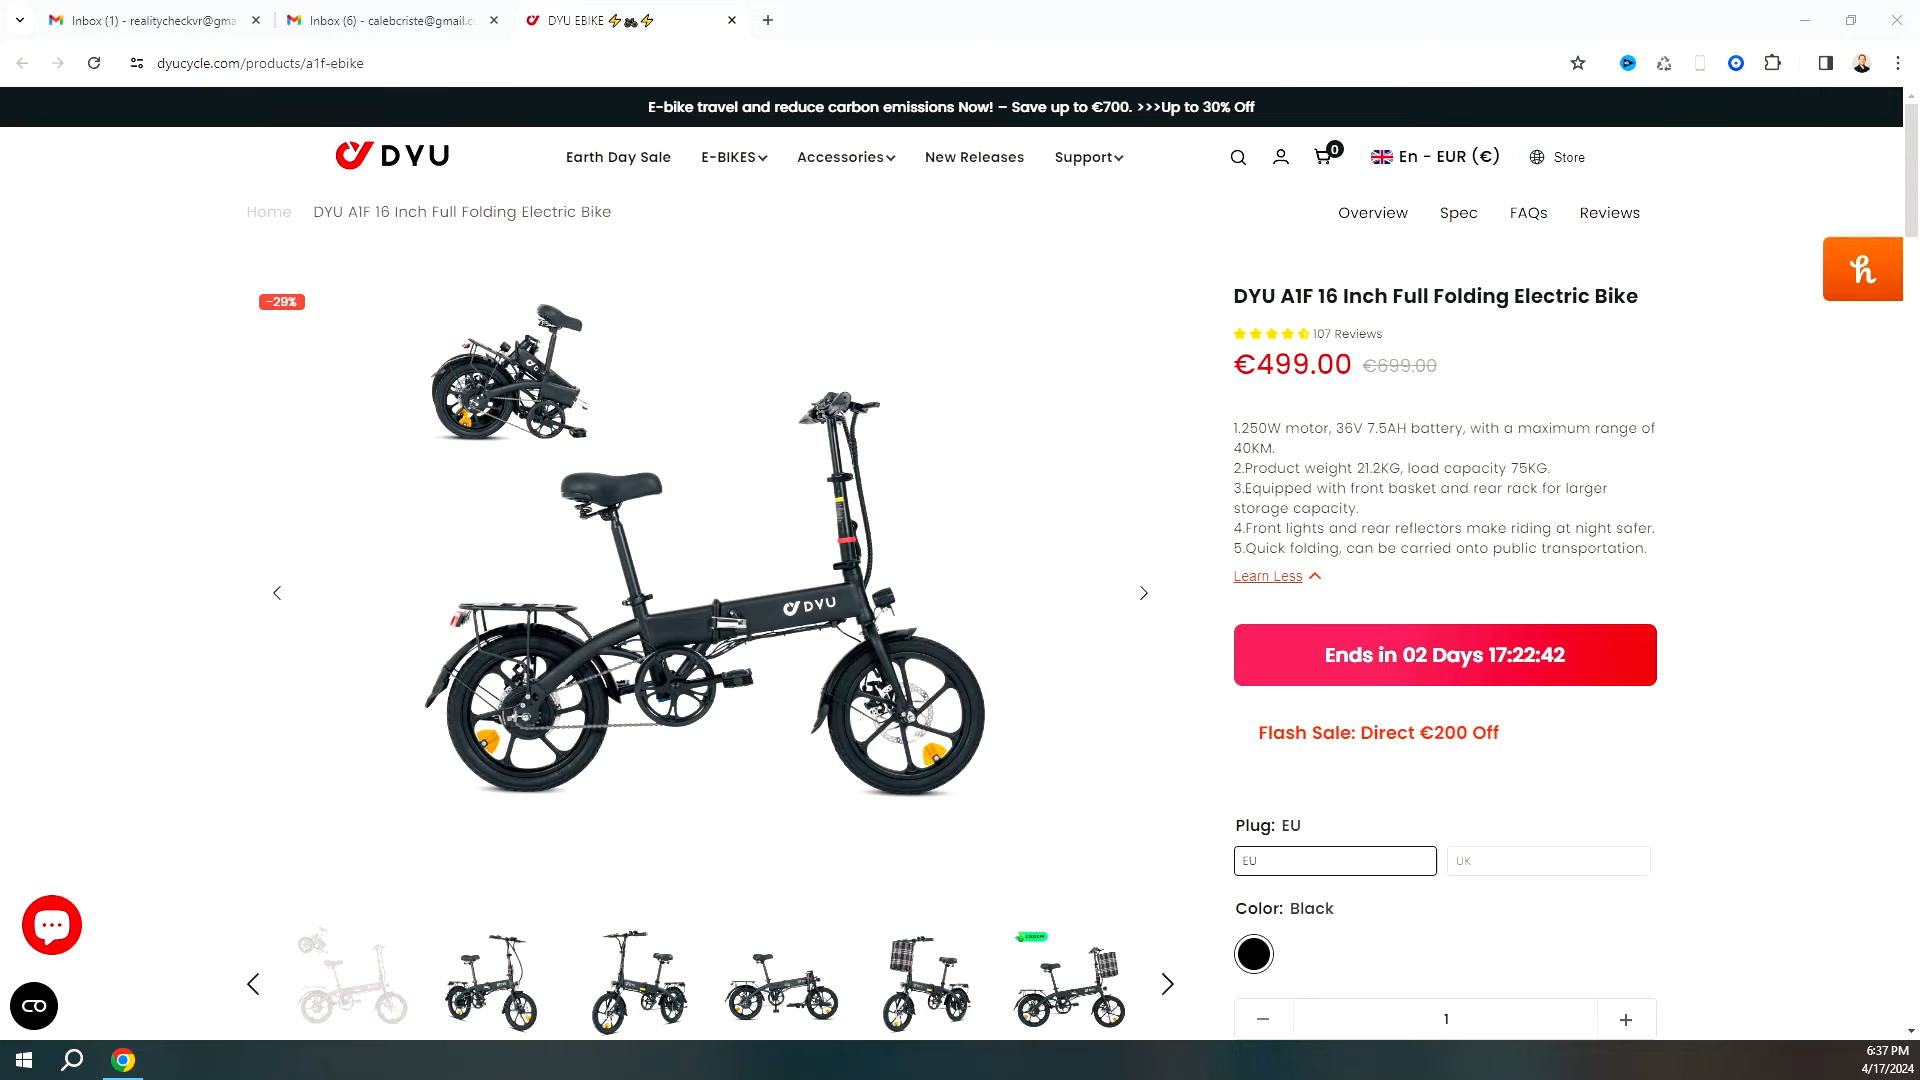 Inbox (1) - realitycheckvr@gma
Inbox (6) - calebcriste@gmail.c
DYU EBIKE ⚡🚲⚡
dyucycle.com/products/a1f-ebike
E-bike travel and reduce carbon emissions Now! – Save up to €700. >>>Up to 30% Off
DYU
Earth Day Sale
E-BIKES
Accessories
New Releases
Support
0
En - EUR (€)
Store
Home
DYU A1F 16 Inch Full Folding Electric Bike
Overview
Spec
FAQs
Reviews
-29%
DYU A1F 16 Inch Full Folding Electric Bike
107 Reviews
€499.00 €699.00
1.250W motor, 36V 7.5AH battery, with a maximum range of
40KM.
2.Product weight 21.2KG, load capacity 75KG.
3.Equipped with front basket and rear rack for larger
storage capacity.
4.Front lights and rear reflectors make riding at night safer.
5.Quick folding, can be carried onto public transportation.
Learn Less
DYU
Ends in 02 Days 17:22:42
Flash Sale: Direct €200 Off
Plug: EU
EU
UK
Color: Black
1
6:37 PM
4/17/2024